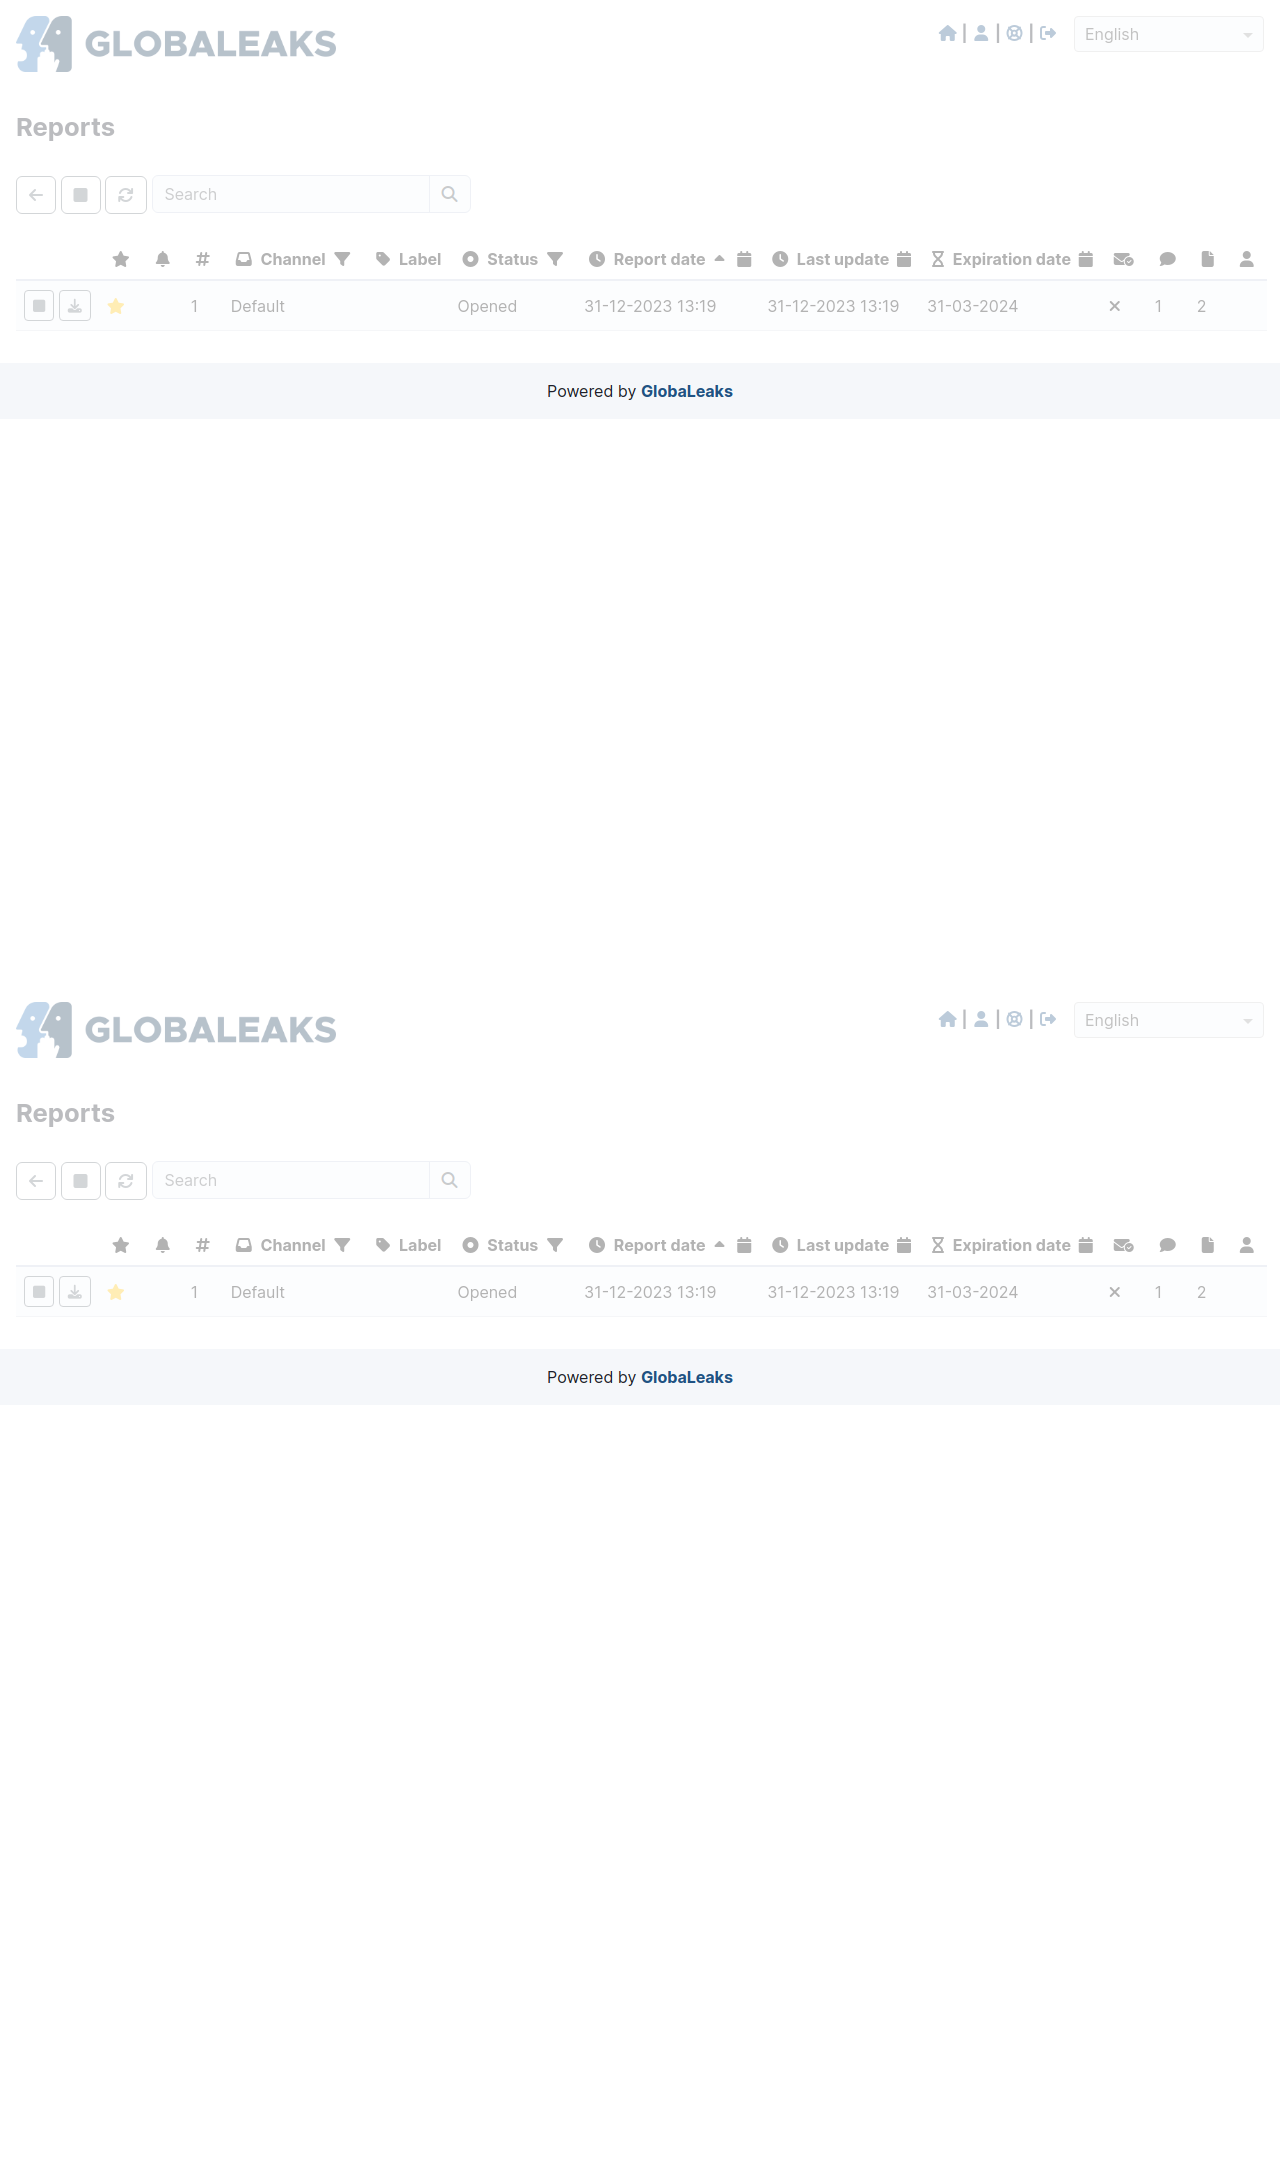 GLOBALEAKS
English
Reports
Search
# Channel Label Status Report date Last update Expiration date
1 Default Opened 31-12-2023 13:19 31-12-2023 13:19 31-03-2024 1 2
Powered by GlobaLeaks
GLOBALEAKS
English
Reports
Search
# Channel Label Status Report date Last update Expiration date
1 Default Opened 31-12-2023 13:19 31-12-2023 13:19 31-03-2024 1 2
Powered by GlobaLeaks